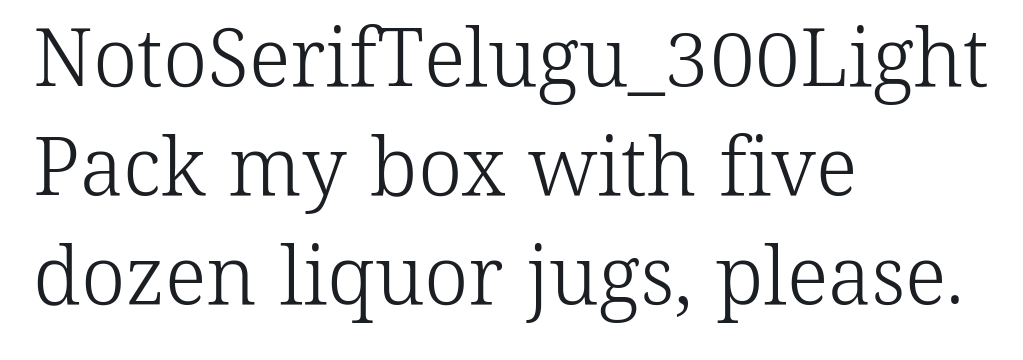 NotoSerifTelugu_300Light
Pack my box with five
dozen liquor jugs, please.